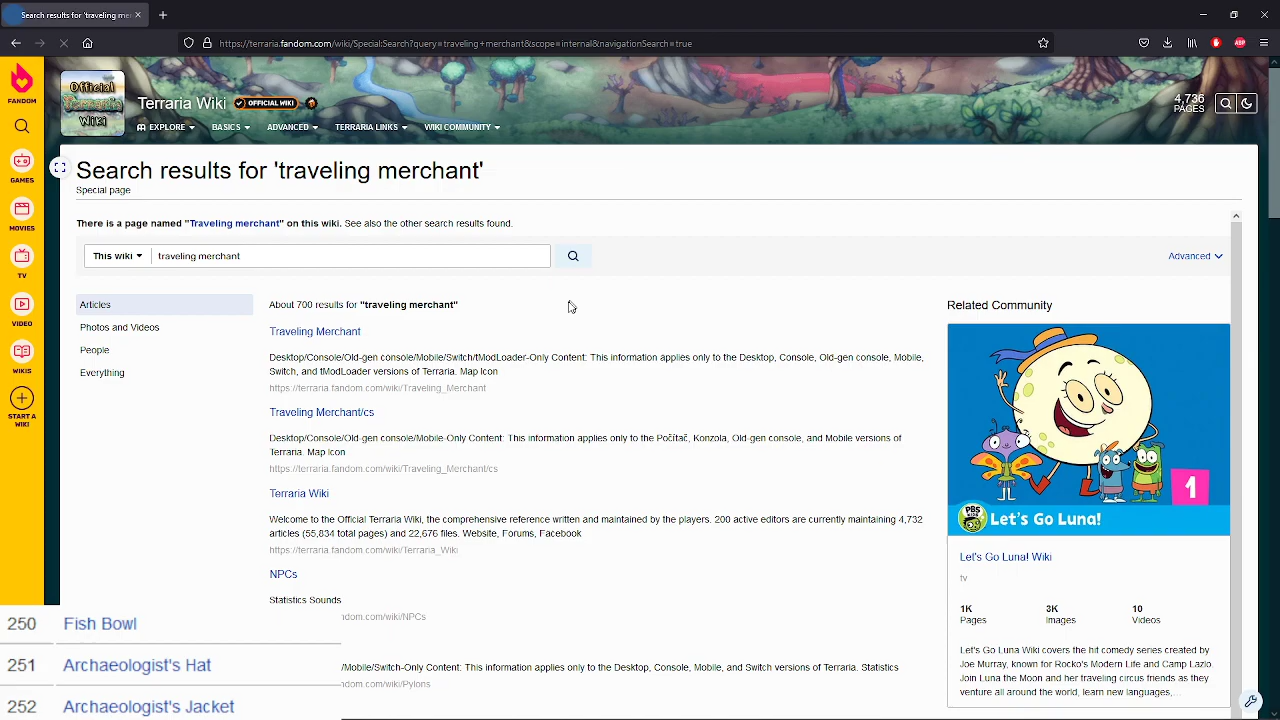 Search results for 'traveling mer
https://terraria.fandom.com/wiki/Special:Search?query=traveling+merchant&scope=internal&navigationSearch=true
ABP
FANDOM
GAMES
MOVIES
TV
VIDEO
WIKIS
START A
WIKI
Official
Terraria
Wiki
Terraria Wiki
OFFICIAL WIKI
4,736
PAGES
EXPLORE
BASICS
ADVANCED
TERRARIA LINKS
WIKI COMMUNITY
Search results for 'traveling merchant'
Special page
There is a page named "Traveling merchant" on this wiki. See also the other search results found.
This wiki
traveling merchant
Advanced
Articles
Photos and Videos
People
Everything
About 700 results for "traveling merchant"
Traveling Merchant
Desktop/Console/Old-gen console/Mobile/Switch/tModLoader-Only Content: This information applies only to the Desktop, Console, Old-gen console, Mobile,
Switch, and tModLoader versions of Terraria. Map Icon
https://terraria.fandom.com/wiki/Traveling_Merchant
Traveling Merchant/cs
Desktop/Console/Old-gen console/Mobile-Only Content: This information applies only to the Počítač, Konzola, Old-gen console, and Mobile versions of
Terraria. Map Icon
https://terraria.fandom.com/wiki/Traveling_Merchant/cs
Terraria Wiki
Welcome to the Official Terraria Wiki, the comprehensive reference written and maintained by the players. 200 active editors are currently maintaining 4,732
articles (55,834 total pages) and 22,676 files. Website, Forums, Facebook
https://terraria.fandom.com/wiki/Terraria_Wiki
NPCs
Statistics Sounds
ndom.com/wiki/NPCs
/Mobile/Switch-Only Content: This information applies only to the Desktop, Console, Mobile, and Switch versions of Terraria. Statistics
ndom.com/wiki/Pylons
Related Community
1
PBS
KIDS
Let's Go Luna!
Let's Go Luna! Wiki
tv
1K
Pages
3K
Images
10
Videos
Let's Go Luna Wiki covers the hit comedy series created by
Joe Murray, known for Rocko's Modern Life and Camp Lazlo.
Join Luna the Moon and her traveling circus friends as they
venture all around the world, learn new languages,...
250 Fish Bowl
251 Archaeologist's Hat
252 Archaeologist's Jacket